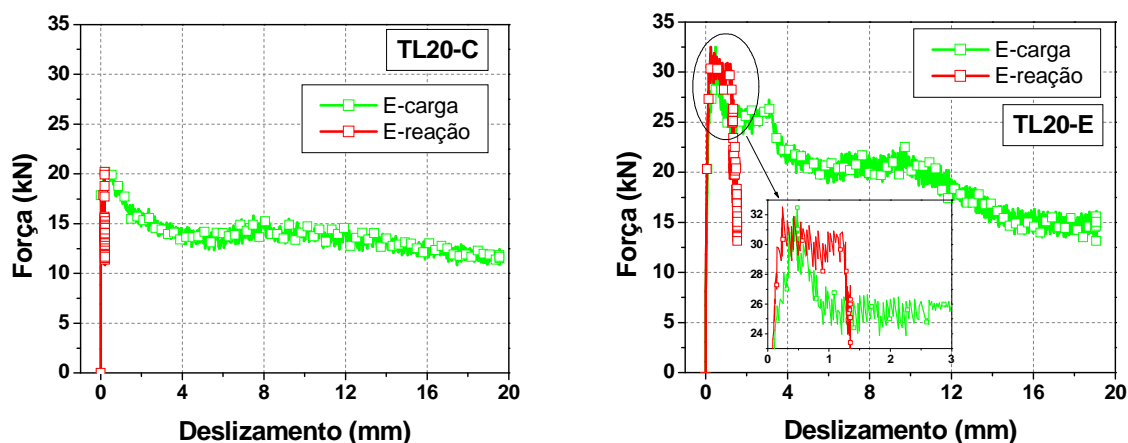 TL20-C
E-carga
E-reação
Força (kN)
35
30
25
20
15
10
5
0
0 4 8 12 16 20
Deslizamento (mm)
E-carga
E-reação
TL20-E
Força (kN)
35
30
25
20
15
10
5
0
32
30
28
26
24
0 1 2 3
0 4 8 12 16 20
Deslizamento (mm)